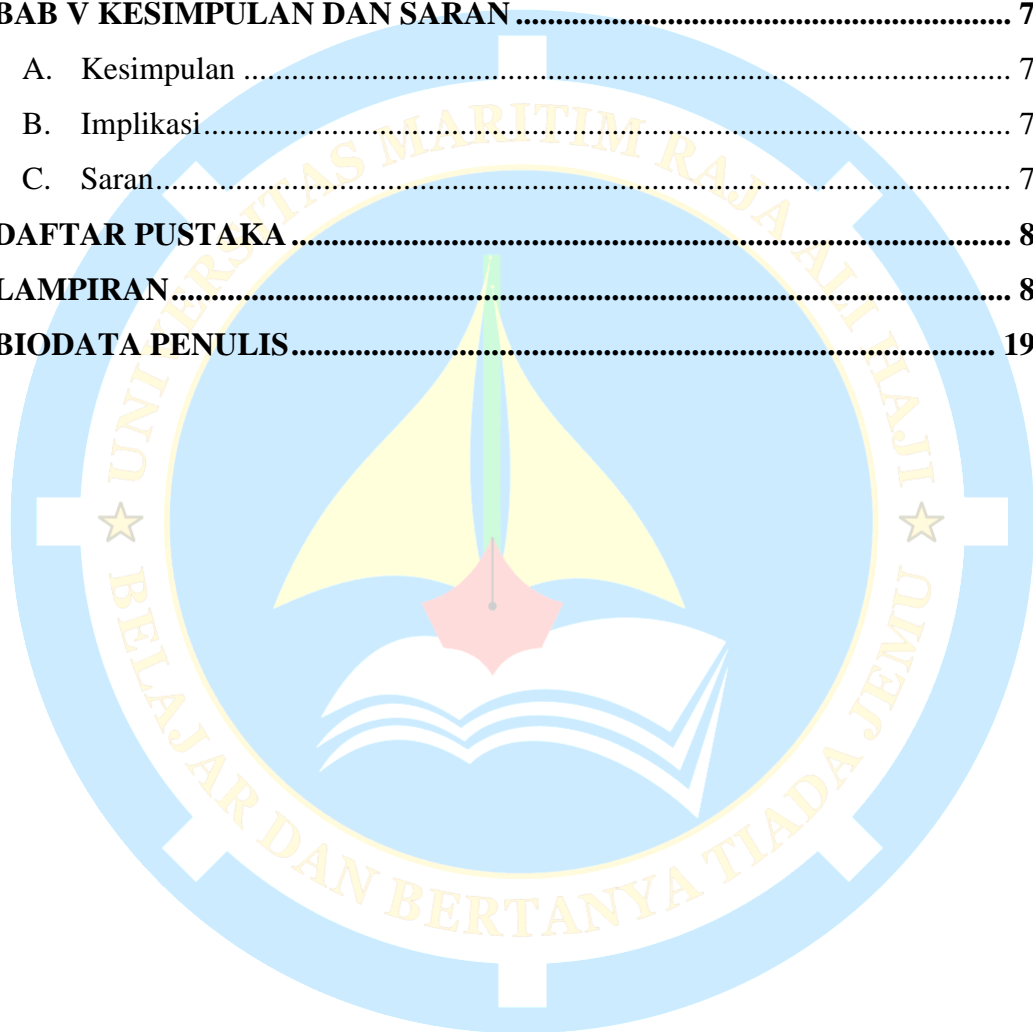 BAB V KESIMPULAN DAN SARAN ........................................................... 7
A. Kesimpulan ............................................................................................. 7
B. Implikasi.................................................................................................. 7
C. Saran........................................................................................................ 7
DAFTAR PUSTAKA ........................................................................................ 8
LAMPIRAN....................................................................................................... 8
BIODATA PENULIS...................................................................................... 19
UNIVERSITAS MARITIM RAJA ALI HAJI
BELAJAR DAN BERTANYA TIADA JEMU